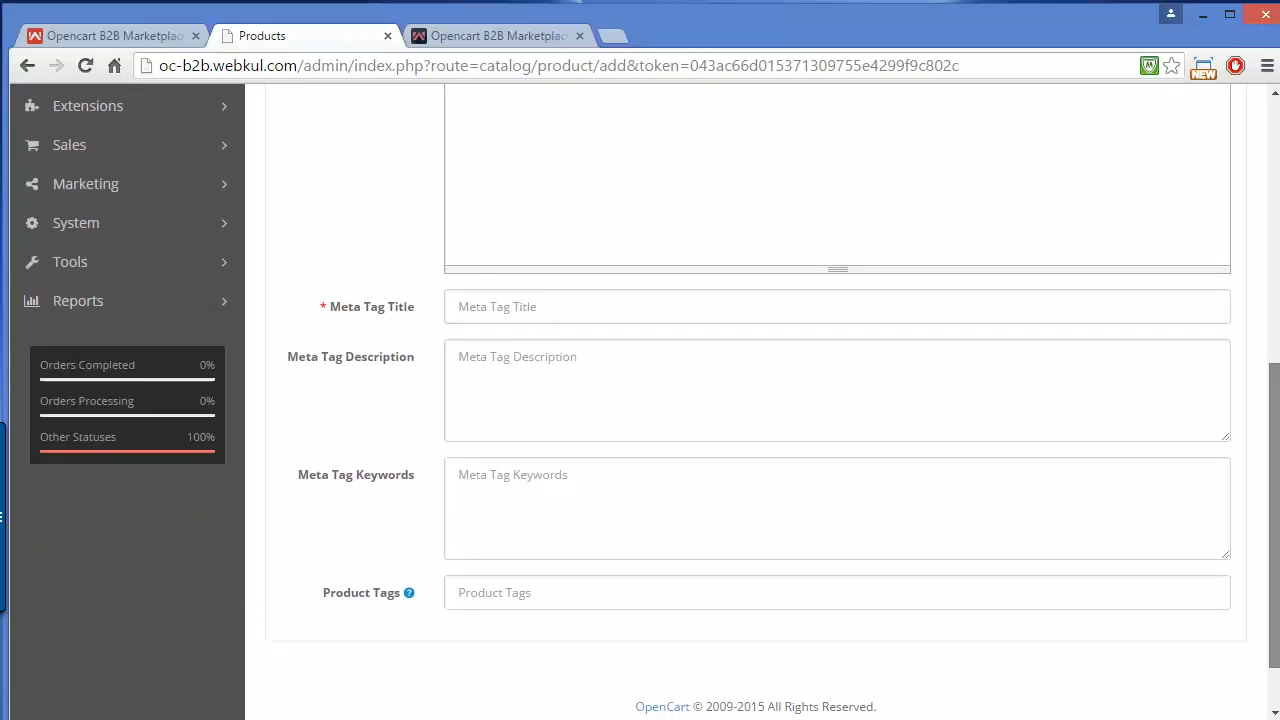 Opencart B2B Marketplac
Products
Opencart B2B Marketplac
oc-b2b.webkul.com/admin/index.php?route=catalog/product/add&token=043ac66d015371309755e4299f9c802c
NEW
Extensions
Sales
Marketing
System
Tools
Reports
Orders Completed 0%
Orders Processing 0%
Other Statuses 100%
* Meta Tag Title
Meta Tag Title
Meta Tag Description
Meta Tag Description
Meta Tag Keywords
Meta Tag Keywords
Product Tags ?
Product Tags
OpenCart © 2009-2015 All Rights Reserved.